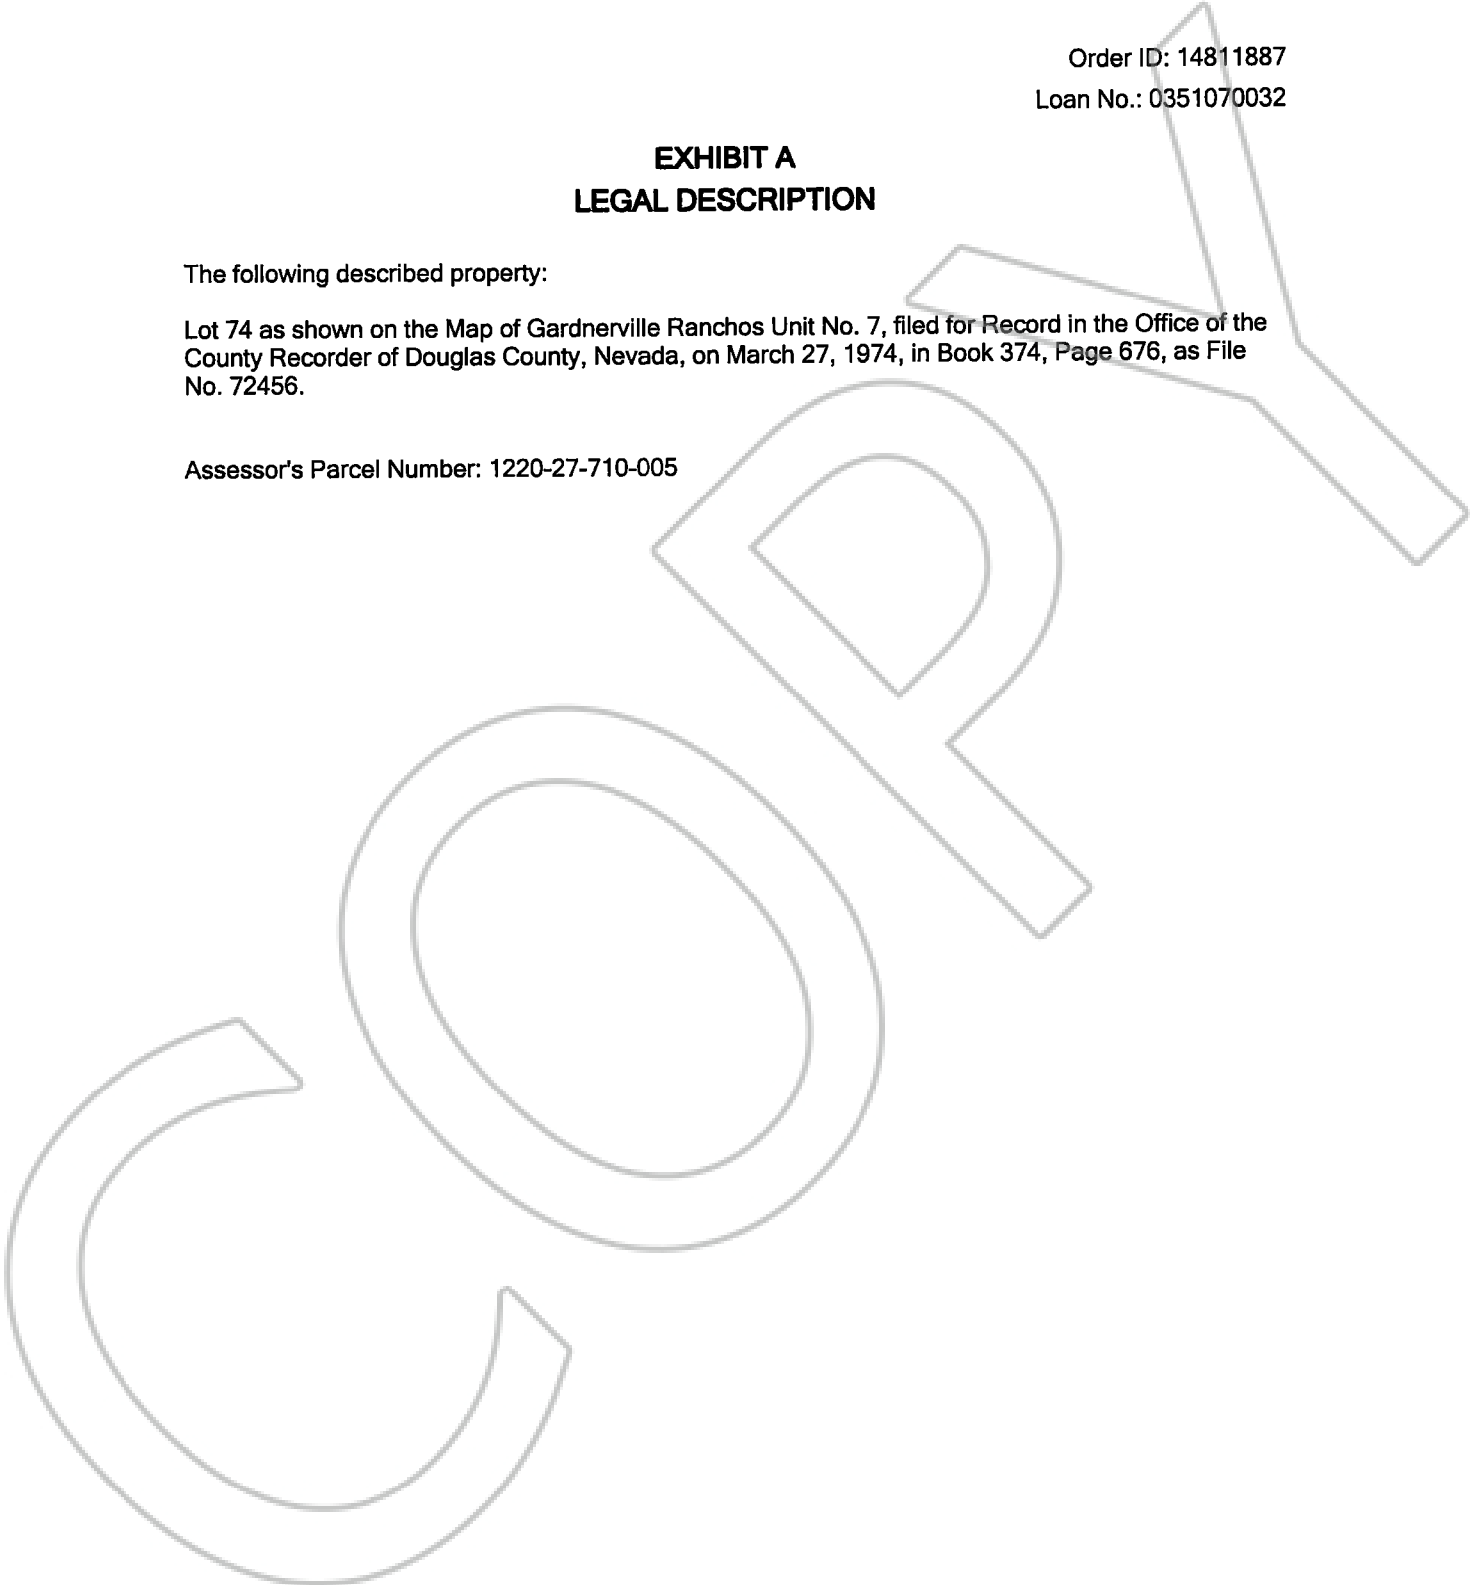 Order ID: 14811887
Loan No.: 0351070032
EXHIBIT A
LEGAL DESCRIPTION
The following described property:
Lot 74 as shown on the Map of Gardnerville Ranchos Unit No. 7, filed for Record in the Office of the
County Recorder of Douglas County, Nevada, on March 27, 1974, in Book 374, Page 676, as File
No. 72456.
Assessor's Parcel Number: 1220-27-710-005
COPY